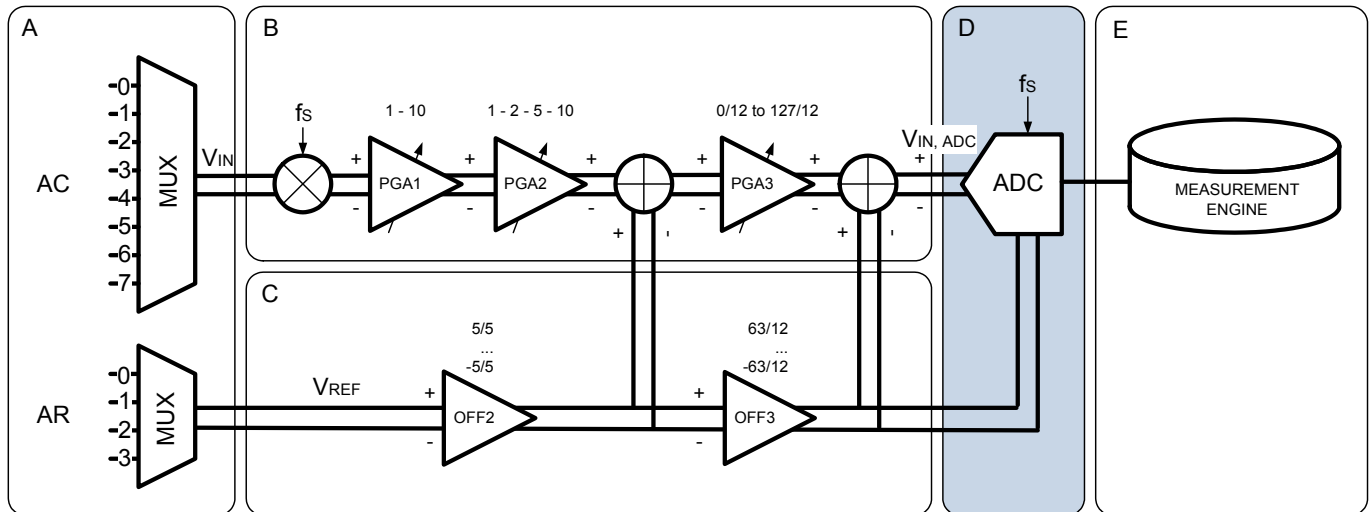 A
AC
-0
-1
-2
-3
-4
-5
-6
-7
MUX
VIN
AR
-0
-1
-2
-3
MUX
B
fs
1 - 10
1 - 2 - 5 - 10
0/12 to 127/12
+ + + + + +
PGA1
PGA2
PGA3
- - - - - -
+ '
+ '
VIN, ADC
C
VREF
5/5
...
-5/5
63/12
...
-63/12
+ +
OFF2
OFF3
- -
D
fs
ADC
E
MEASUREMENT
ENGINE